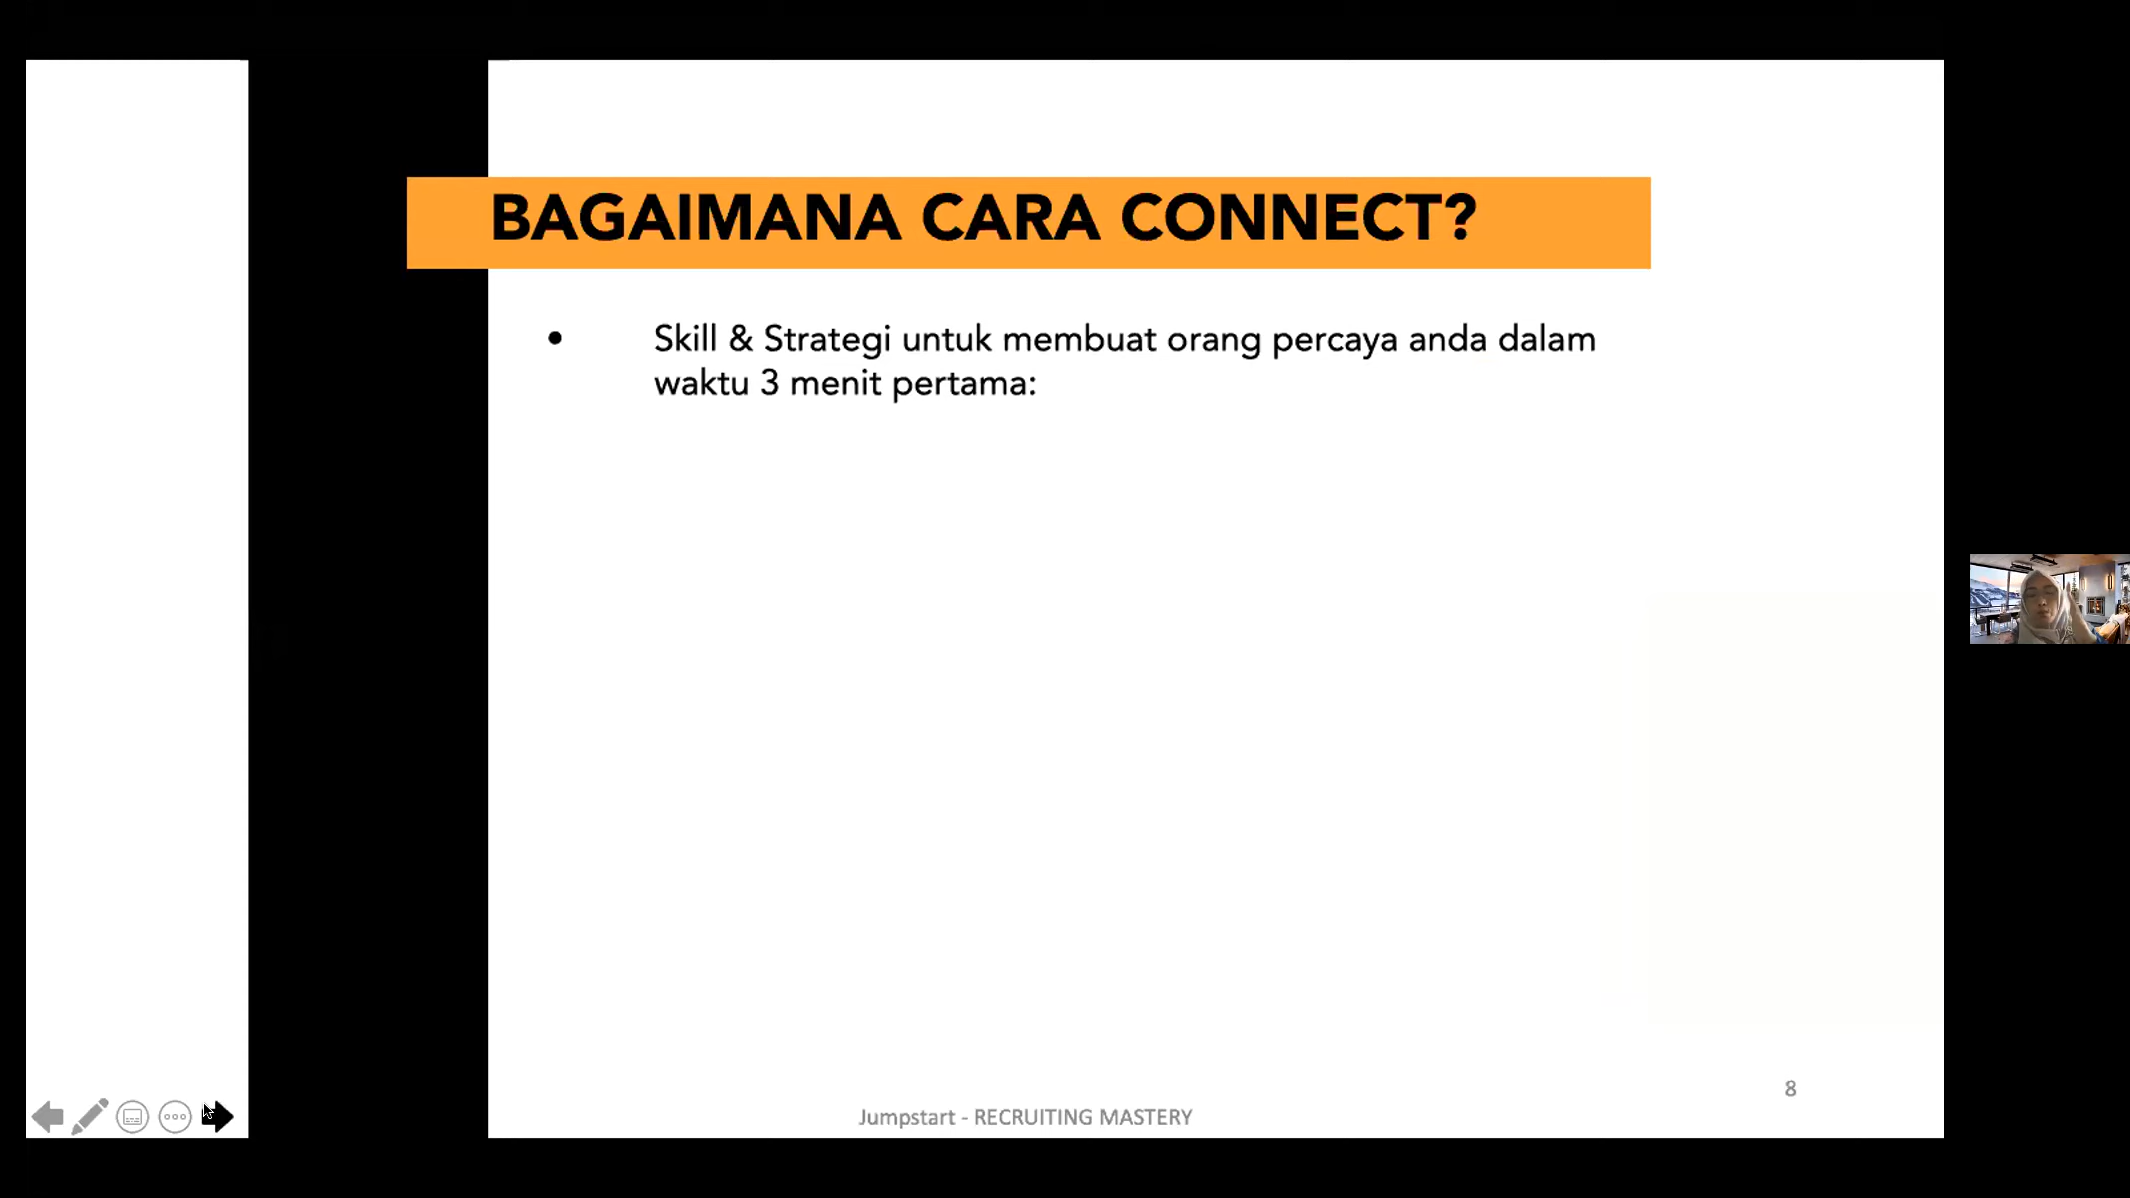 BAGAIMANA CARA CONNECT?
• Skill & Strategi untuk membuat orang percaya anda dalam
waktu 3 menit pertama:
8
Jumpstart - RECRUITING MASTERY